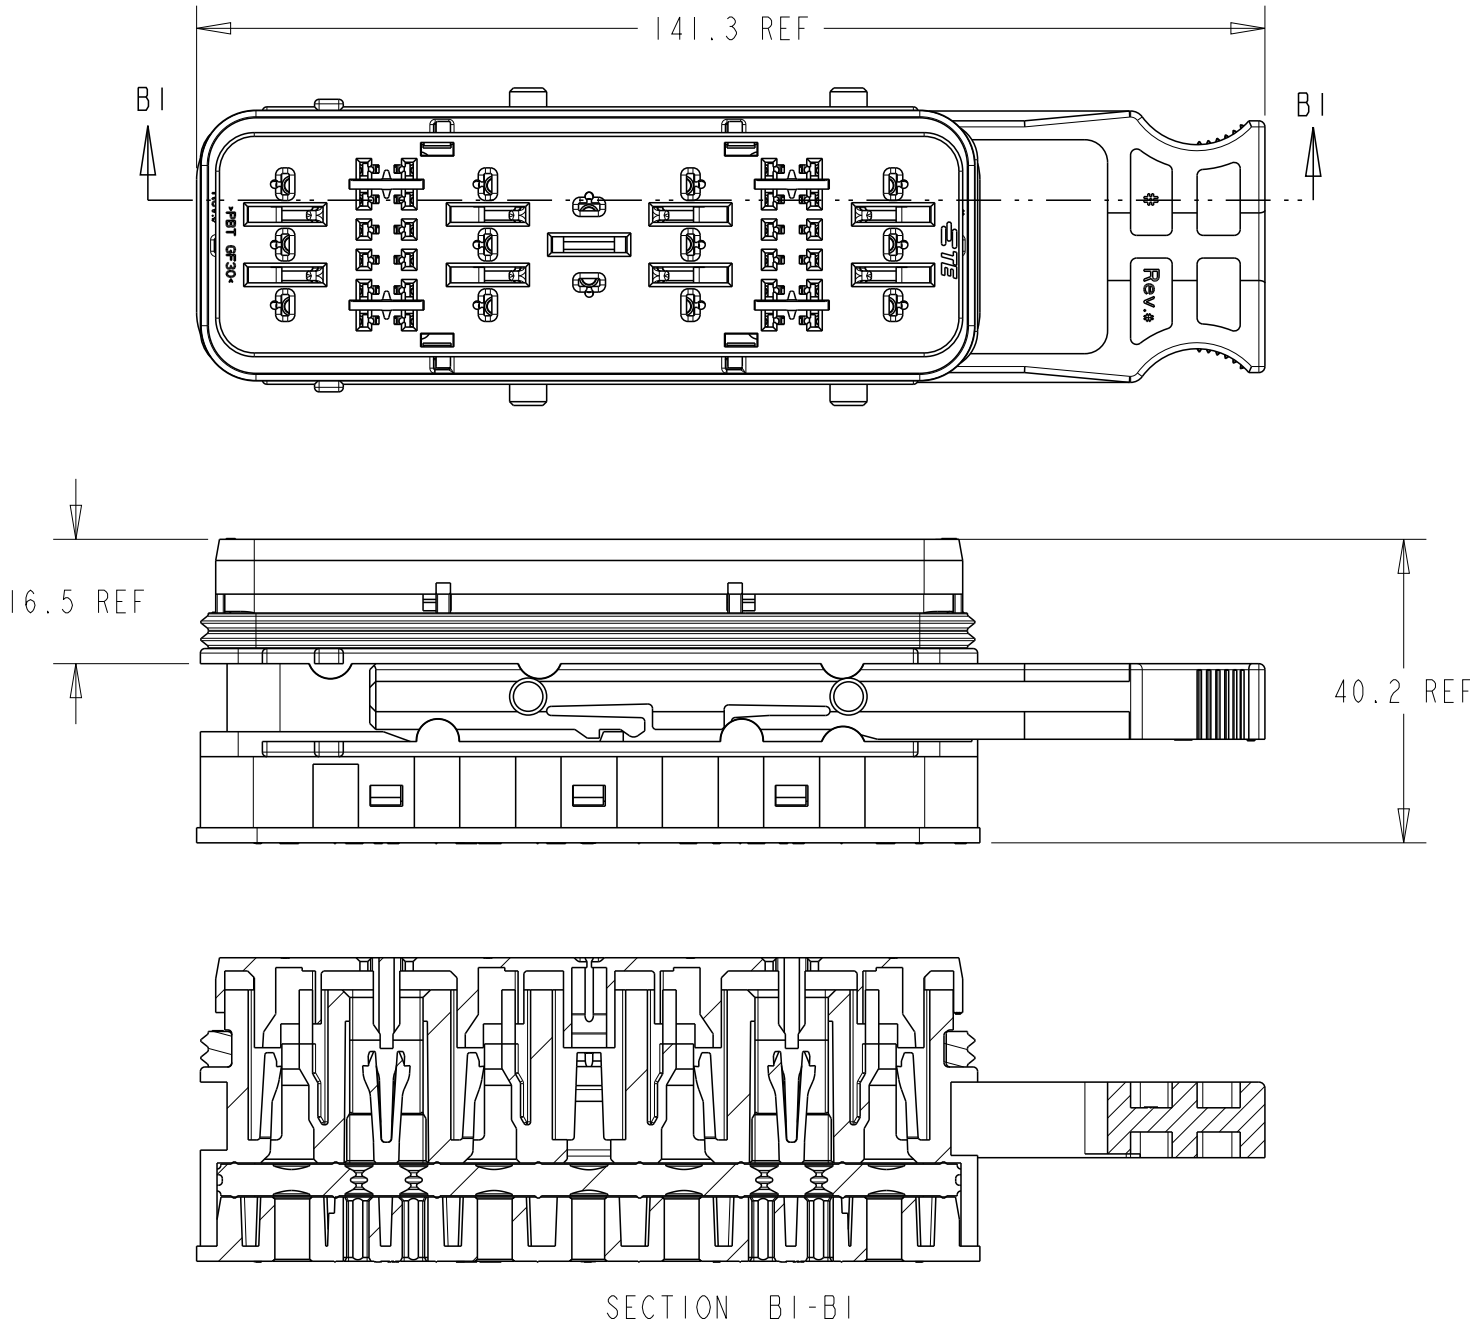 141.3 REF
B1
B1
>PBT GF30<
TE
#
Rev.*
16.5 REF
40.2 REF
SECTION B1-B1